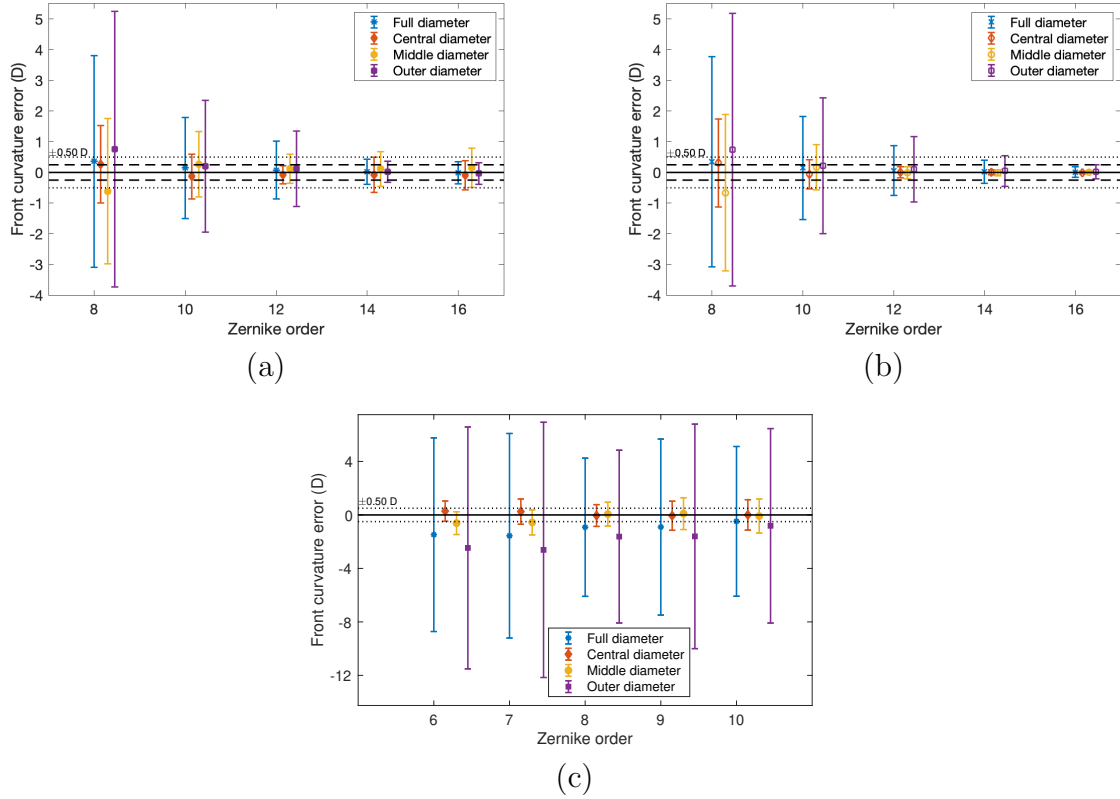 5
4
3
2
1
0
-1
-2
-3
-4
Front curvature error (D)
±0.50 D
Full diameter
Central diameter
Middle diameter
Outer diameter
8 10 12 14 16
Zernike order
(a)
5
4
3
2
1
0
-1
-2
-3
-4
Front curvature error (D)
±0.50 D
Full diameter
Central diameter
Middle diameter
Outer diameter
8 10 12 14 16
Zernike order
(b)
4
0
-4
-8
-12
Front curvature error (D)
±0.50 D
Full diameter
Central diameter
Middle diameter
Outer diameter
6 7 8 9 10
Zernike order
(c)